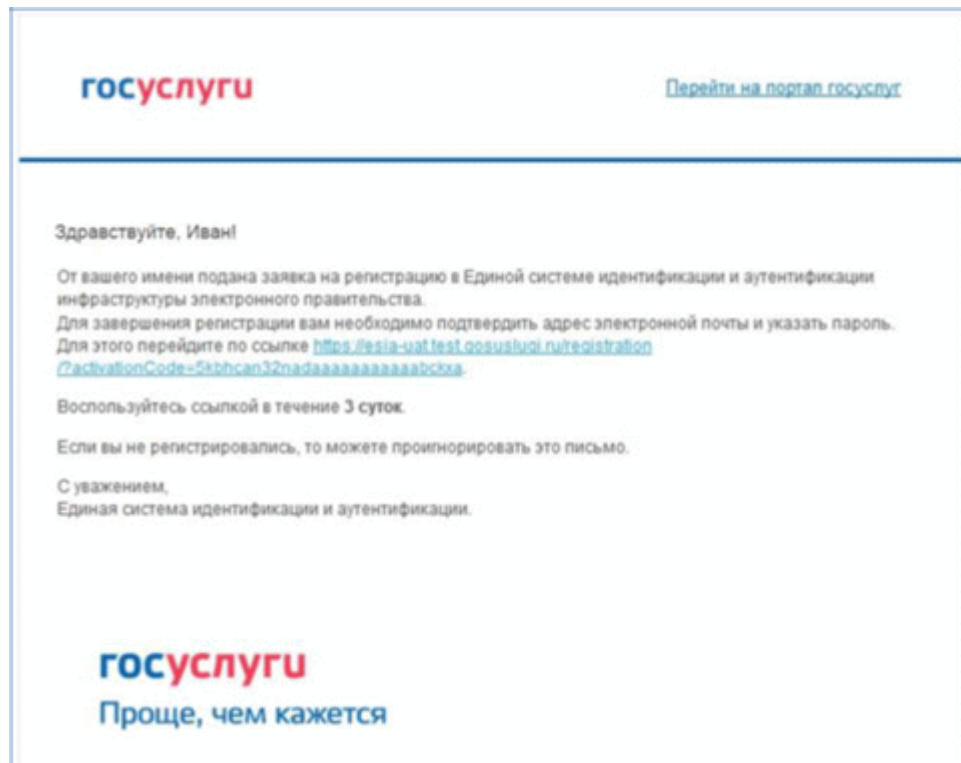 госуслуги
Перейти на портал госуслуг
Здравствуйте, Иван!
От вашего имени подана заявка на регистрацию в Единой системе идентификации и аутентификации
инфраструктуры электронного правительства.
Для завершения регистрации вам необходимо подтвердить адрес электронной почты и указать пароль.
Для этого перейдите по ссылке https://esia-uat.test.gosuslugi.ru/registration
/?activationCode=5kbhcan32nadaaaaaaaaaaabckxa.
Воспользуйтесь ссылкой в течение 3 суток.
Если вы не регистрировались, то можете проигнорировать это письмо.
С уважением,
Единая система идентификации и аутентификации.
госуслуги
Проще, чем кажется